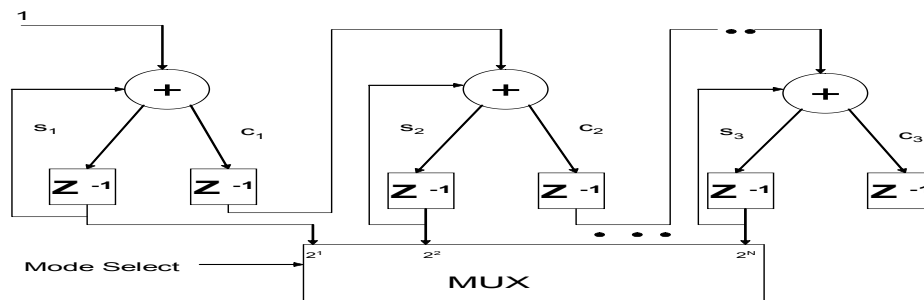 1
+ + +
s₁ c₁ s₂ c₂ s₃ c₃
Z⁻¹ Z⁻¹ Z⁻¹ Z⁻¹ Z⁻¹ Z⁻¹
2¹ 2² 2ᴺ
Mode Select
MUX